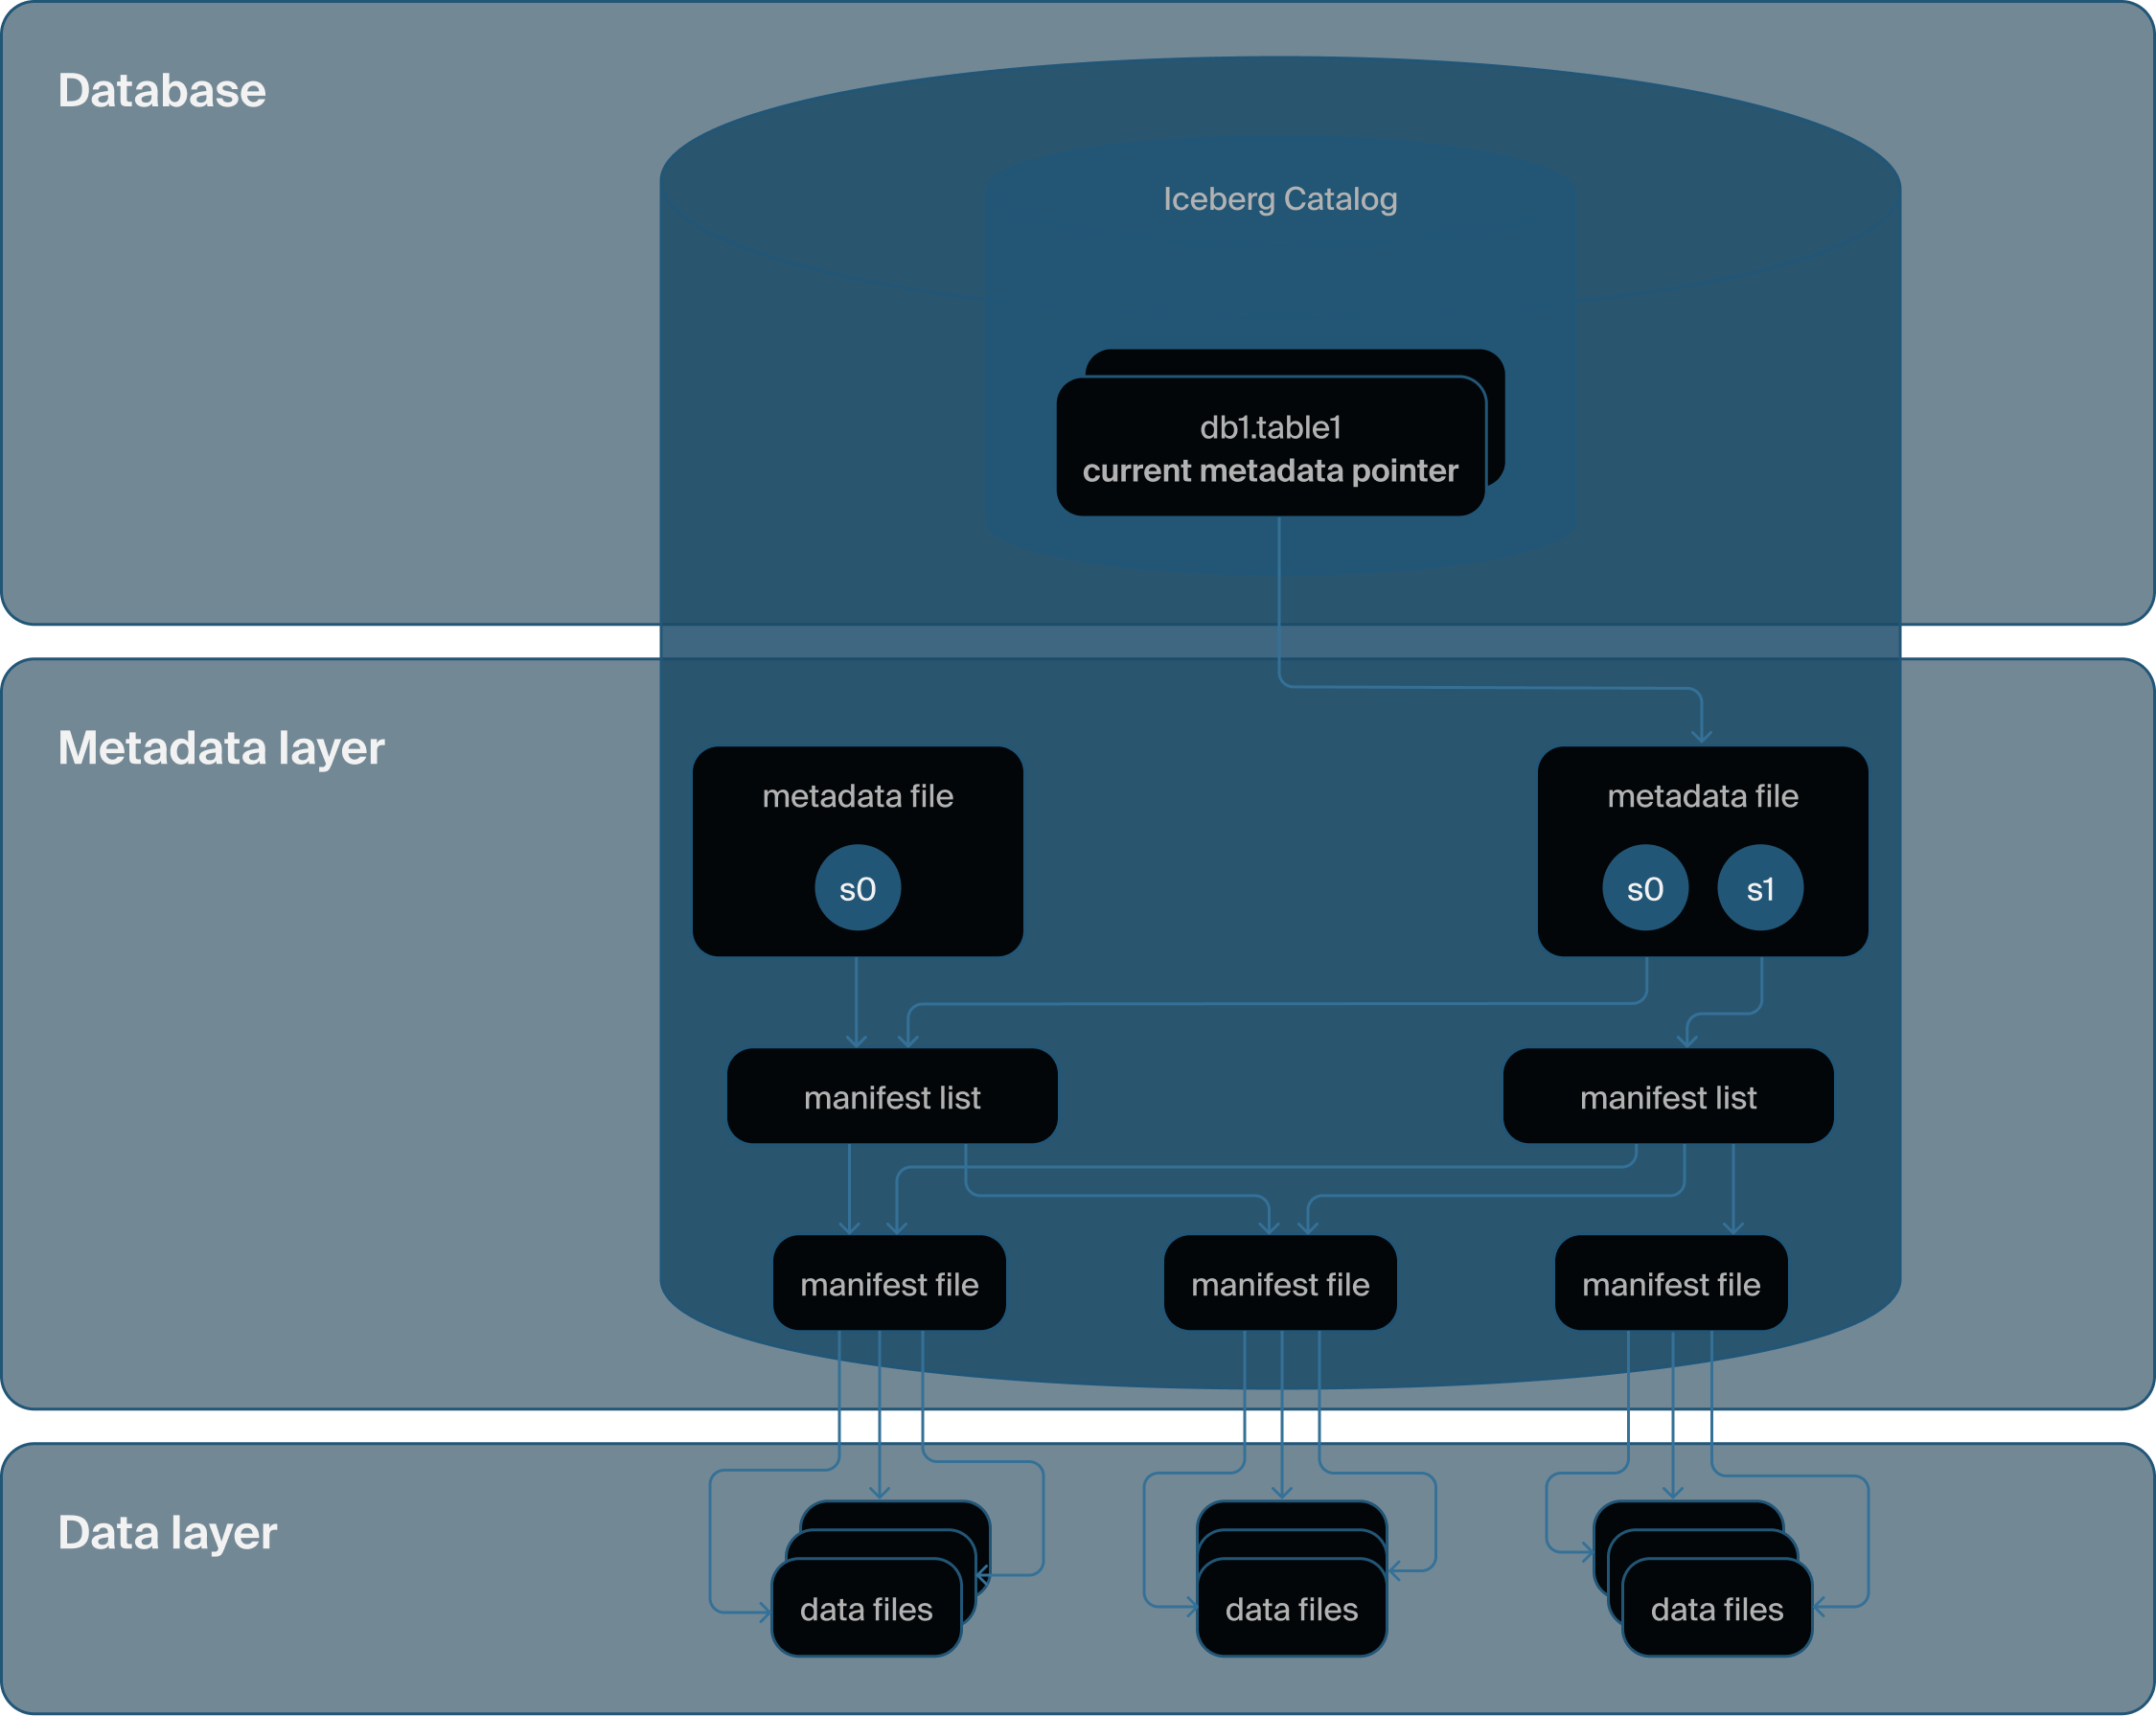 Database
Iceberg Catalog
db1.table1
current metadata pointer
Metadata layer
metadata file
s0
metadata file
s0
s1
manifest list
manifest list
manifest file
manifest file
manifest file
Data layer
data files
data files
data files